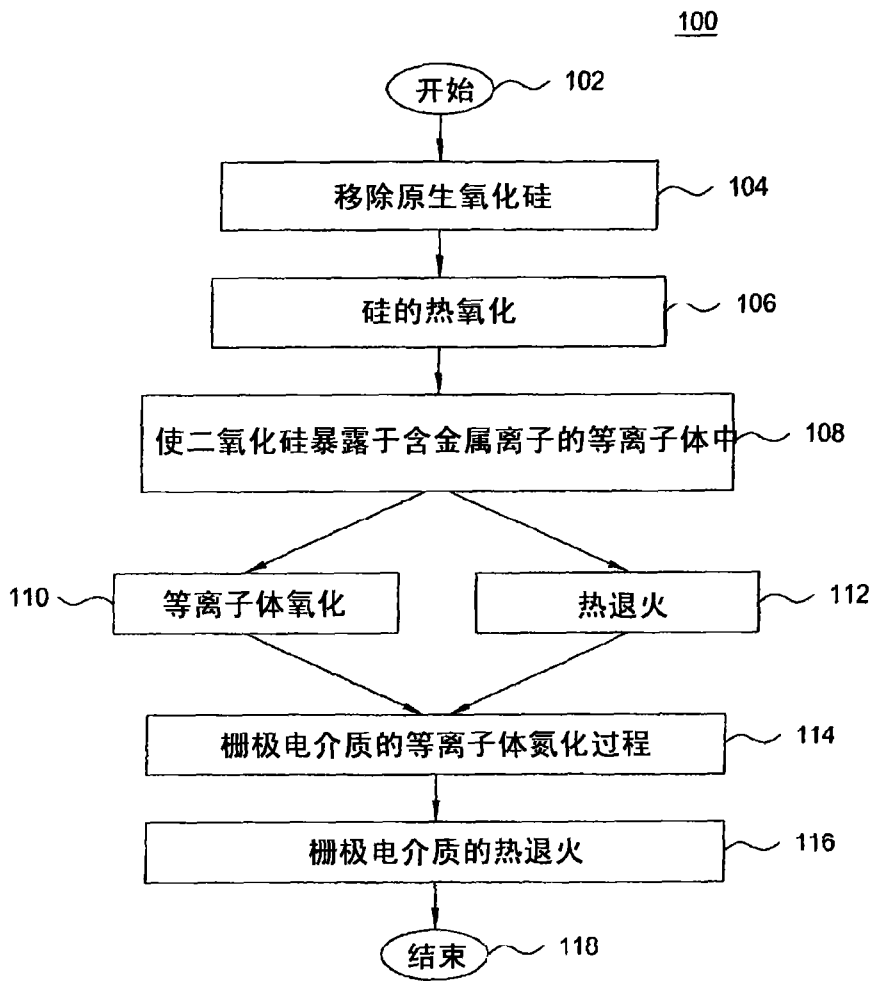 100
开始
102
移除原生氧化硅
104
硅的热氧化
106
使二氧化硅暴露于含金属离子的等离子体中
108
110
等离子体氧化
热退火
112
栅极电介质的等离子体氮化过程
114
栅极电介质的热退火
116
结束
118